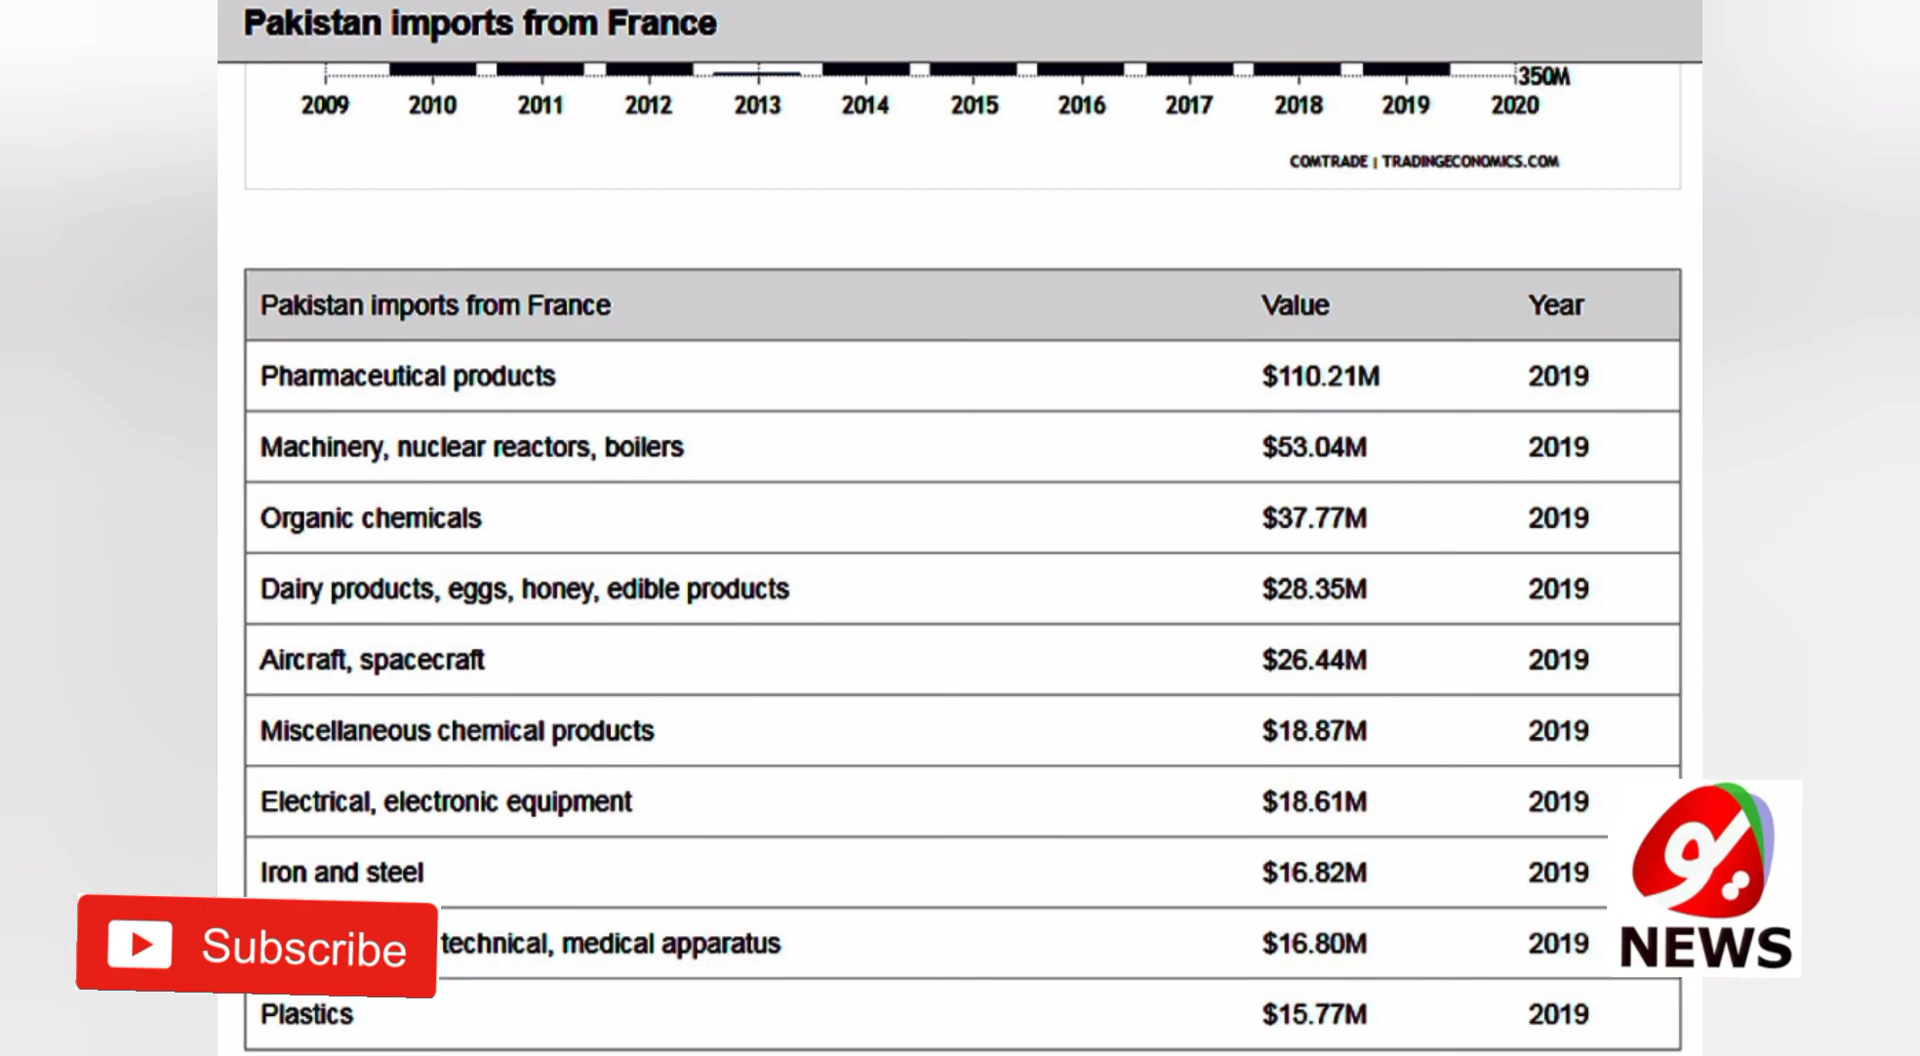 Pakistan imports from France
350M
2009 2010 2011 2012 2013 2014 2015 2016 2017 2018 2019 2020
COMTRADE | TRADINGECONOMICS.COM
Pakistan imports from France Value Year
Pharmaceutical products $110.21M 2019
Machinery, nuclear reactors, boilers $53.04M 2019
Organic chemicals $37.77M 2019
Dairy products, eggs, honey, edible products $28.35M 2019
Aircraft, spacecraft $26.44M 2019
Miscellaneous chemical products $18.87M 2019
Electrical, electronic equipment $18.61M 2019
Iron and steel $16.82M 2019
technical, medical apparatus $16.80M 2019
Plastics $15.77M 2019
Subscribe
NEWS